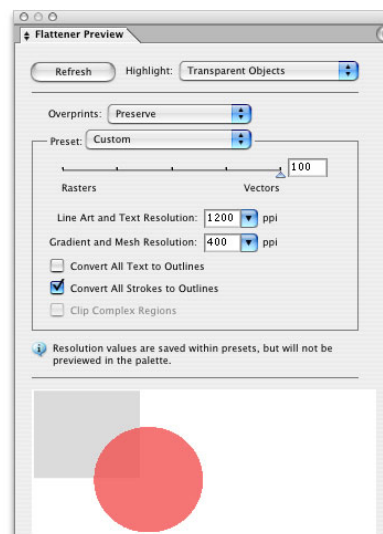 Flattener Preview
Refresh Highlight: Transparent Objects
Overprints: Preserve
Preset: Custom
100
Rasters Vectors
Line Art and Text Resolution: 1200 ppi
Gradient and Mesh Resolution: 400 ppi
Convert All Text to Outlines
Convert All Strokes to Outlines
Clip Complex Regions
Resolution values are saved within presets, but will not be
previewed in the palette.